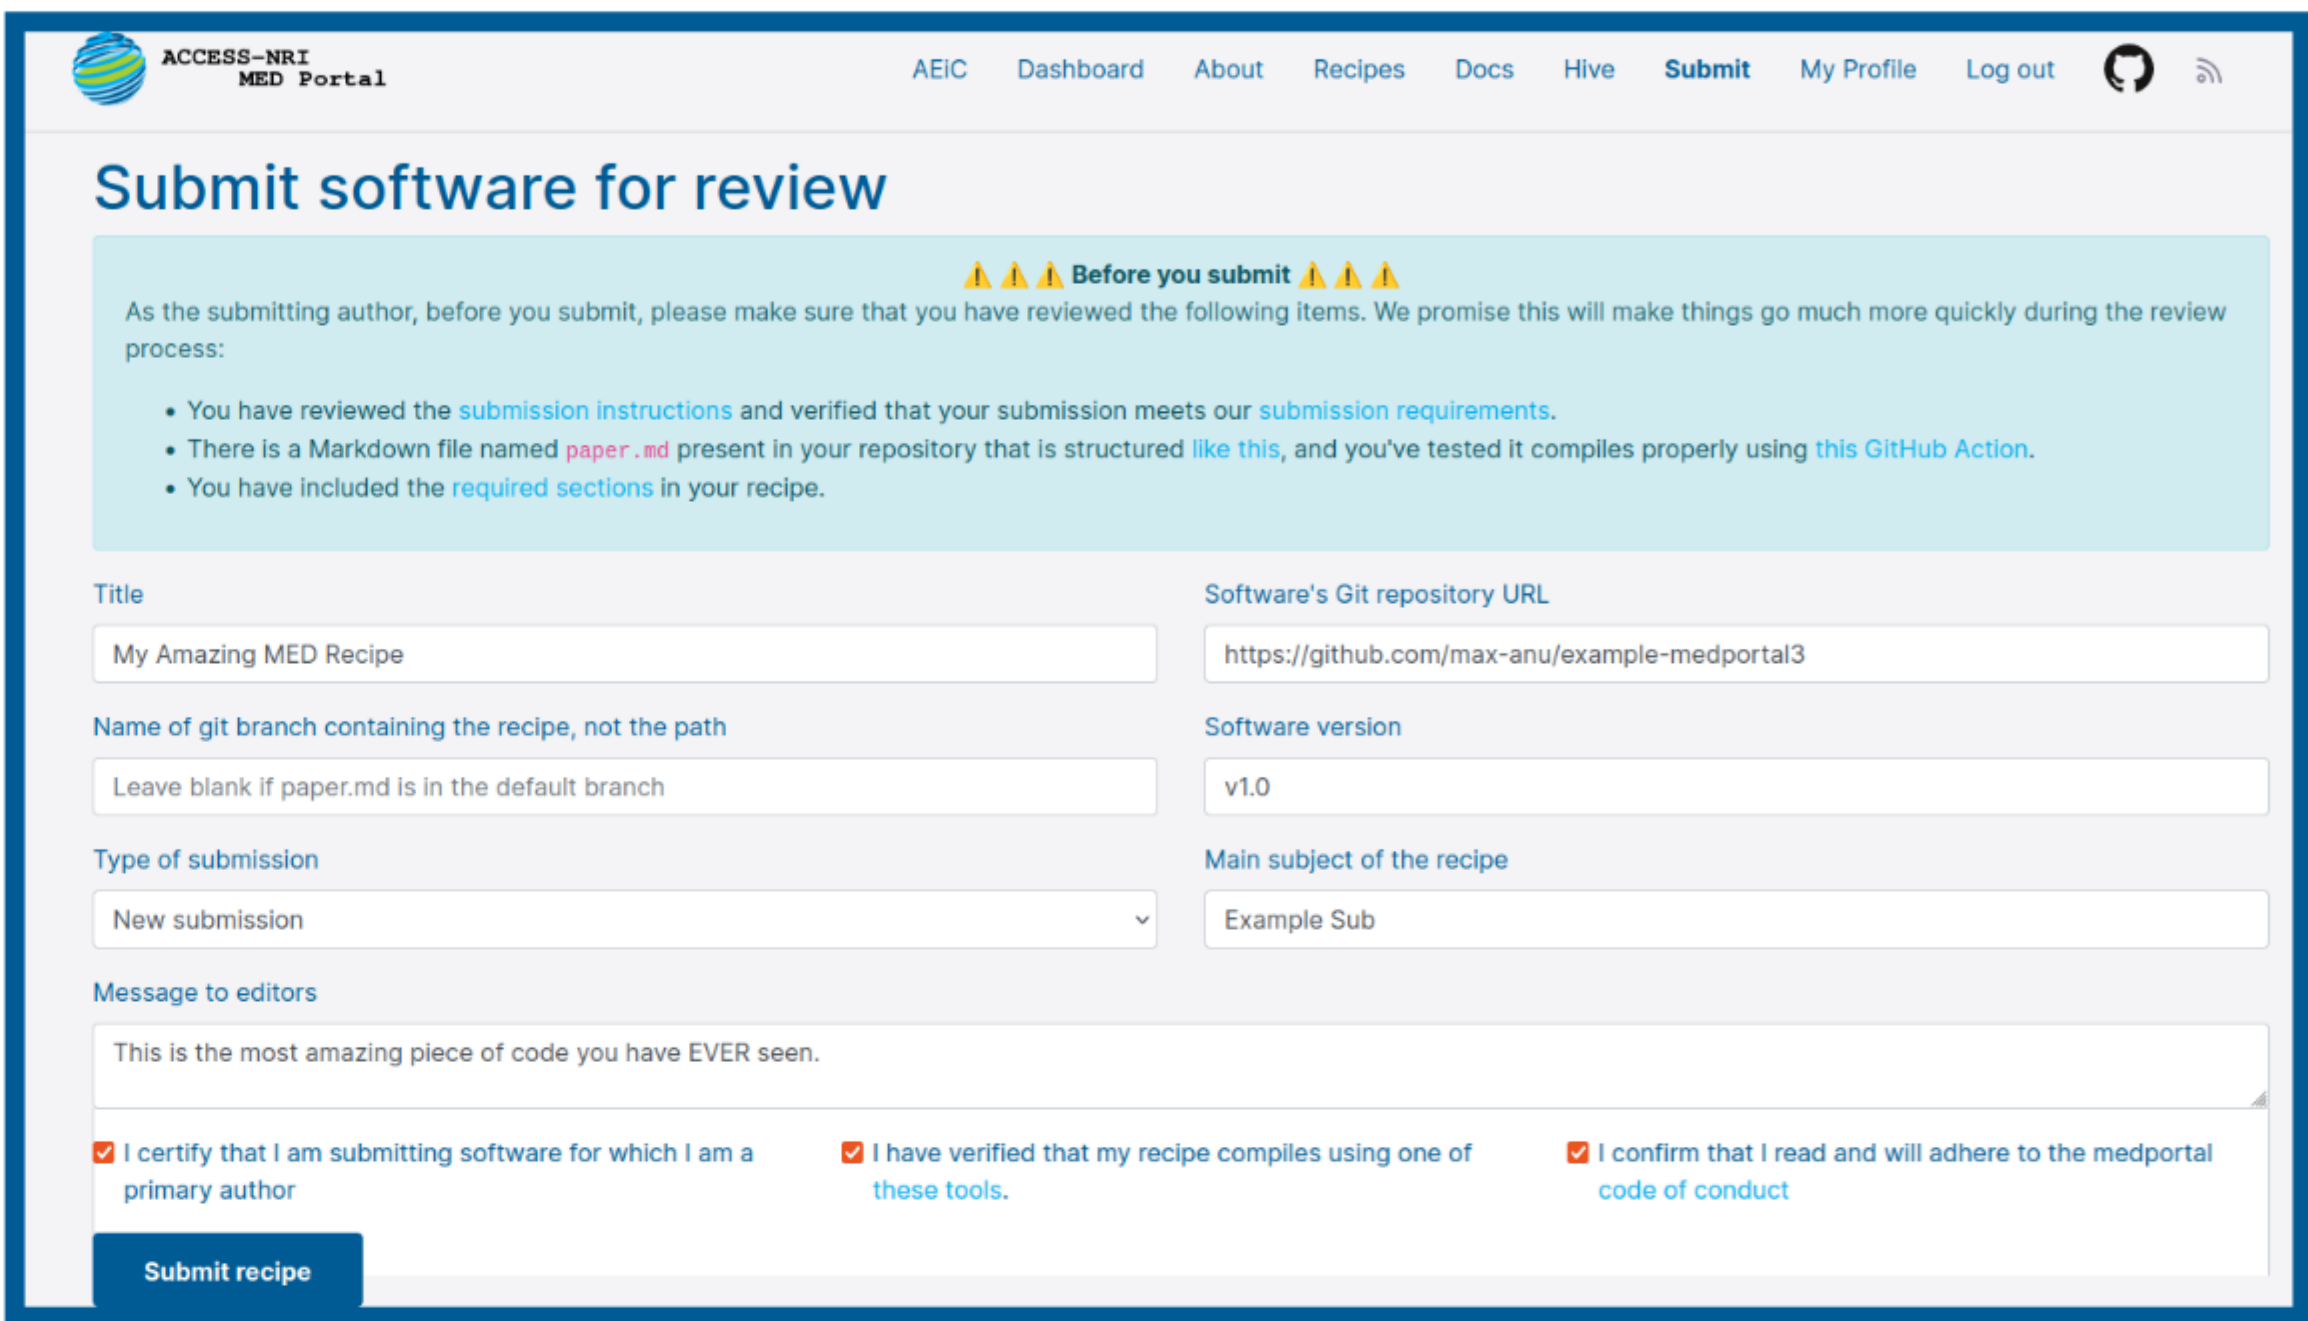 ACCESS-NRI
MED Portal
AEiC Dashboard About Recipes Docs Hive Submit My Profile Log out
Submit software for review
⚠️ ⚠️ ⚠️ Before you submit ⚠️ ⚠️ ⚠️
As the submitting author, before you submit, please make sure that you have reviewed the following items. We promise this will make things go much more quickly during the review
process:
• You have reviewed the submission instructions and verified that your submission meets our submission requirements.
• There is a Markdown file named paper.md present in your repository that is structured like this, and you've tested it compiles properly using this GitHub Action.
• You have included the required sections in your recipe.
Title
My Amazing MED Recipe
Software's Git repository URL
https://github.com/max-anu/example-medportal3
Name of git branch containing the recipe, not the path
Leave blank if paper.md is in the default branch
Software version
v1.0
Type of submission
New submission
Main subject of the recipe
Example Sub
Message to editors
This is the most amazing piece of code you have EVER seen.
I certify that I am submitting software for which I am a
primary author
I have verified that my recipe compiles using one of
these tools.
I confirm that I read and will adhere to the medportal
code of conduct
Submit recipe